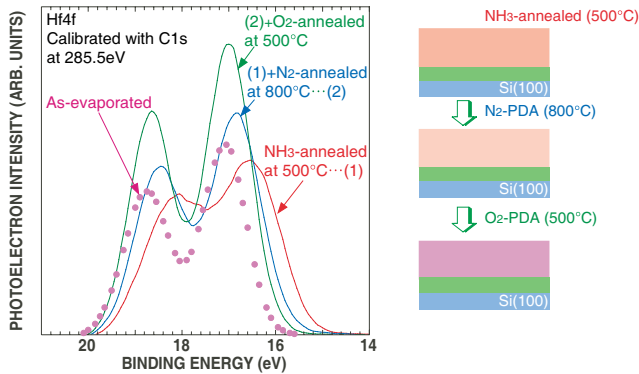 PHOTOELECTRON INTENSITY (ARB. UNITS)
Hf4f
Calibrated with C1s
at 285.5eV
(2)+O2-annealed
at 500°C
(1)+N2-annealed
at 800°C···(2)
As-evaporated
NH3-annealed
at 500°C···(1)
20 18 16 14
BINDING ENERGY (eV)
NH3-annealed (500°C)
Si(100)
N2-PDA (800°C)
Si(100)
O2-PDA (500°C)
Si(100)